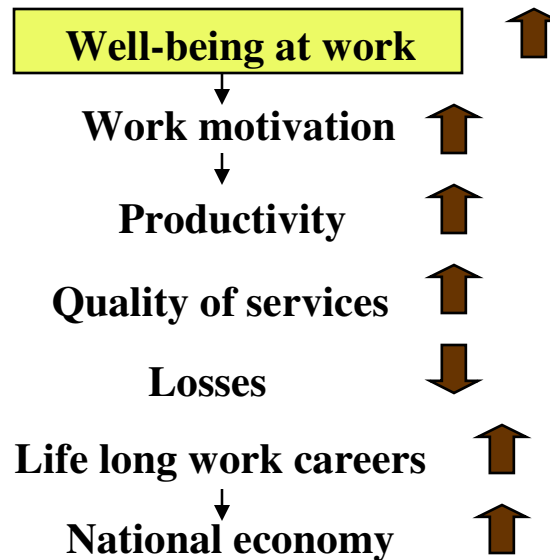 Well-being at work
Work motivation
Productivity
Quality of services
Losses
Life long work careers
National economy